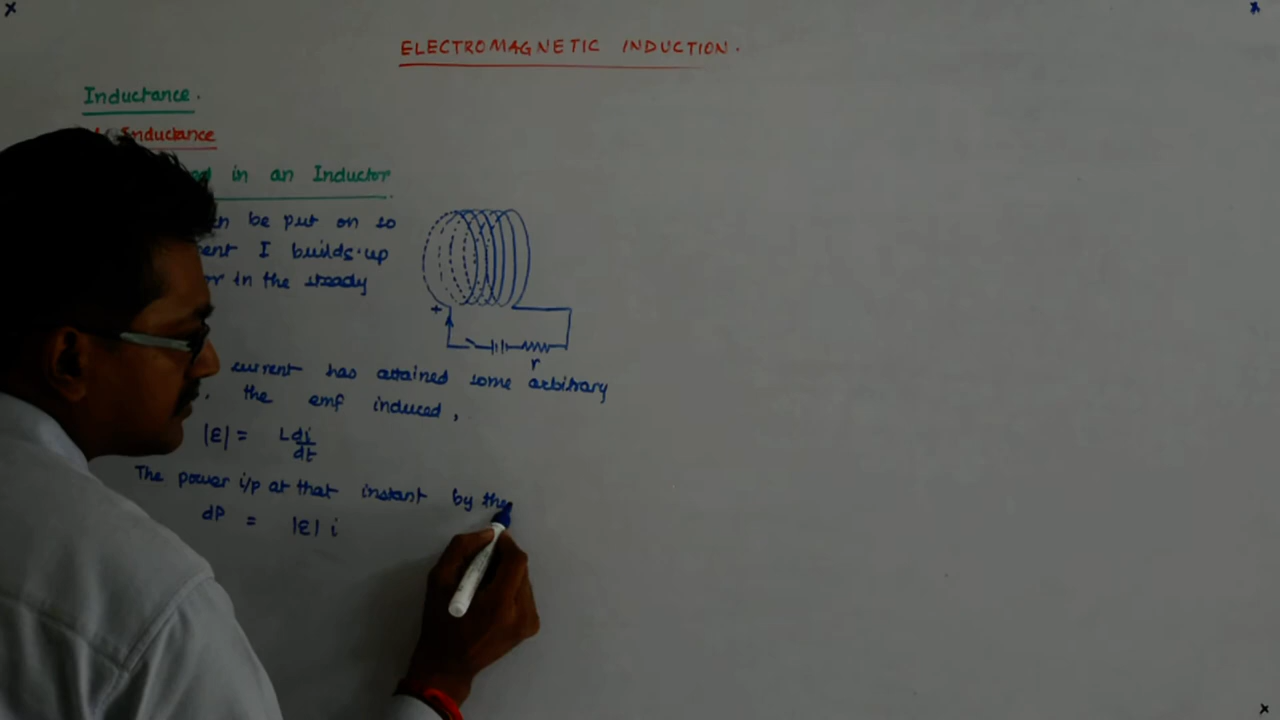 ELECTROMAGNETIC INDUCTION.
Inductance.
Inductance
in an Inductor
be put on so
I builds up
in the steady
+
r
current has attained some arbitrary
the emf induced,
|ε| = L di/dt
The power i/p at that instant by the
dP = |ε| i